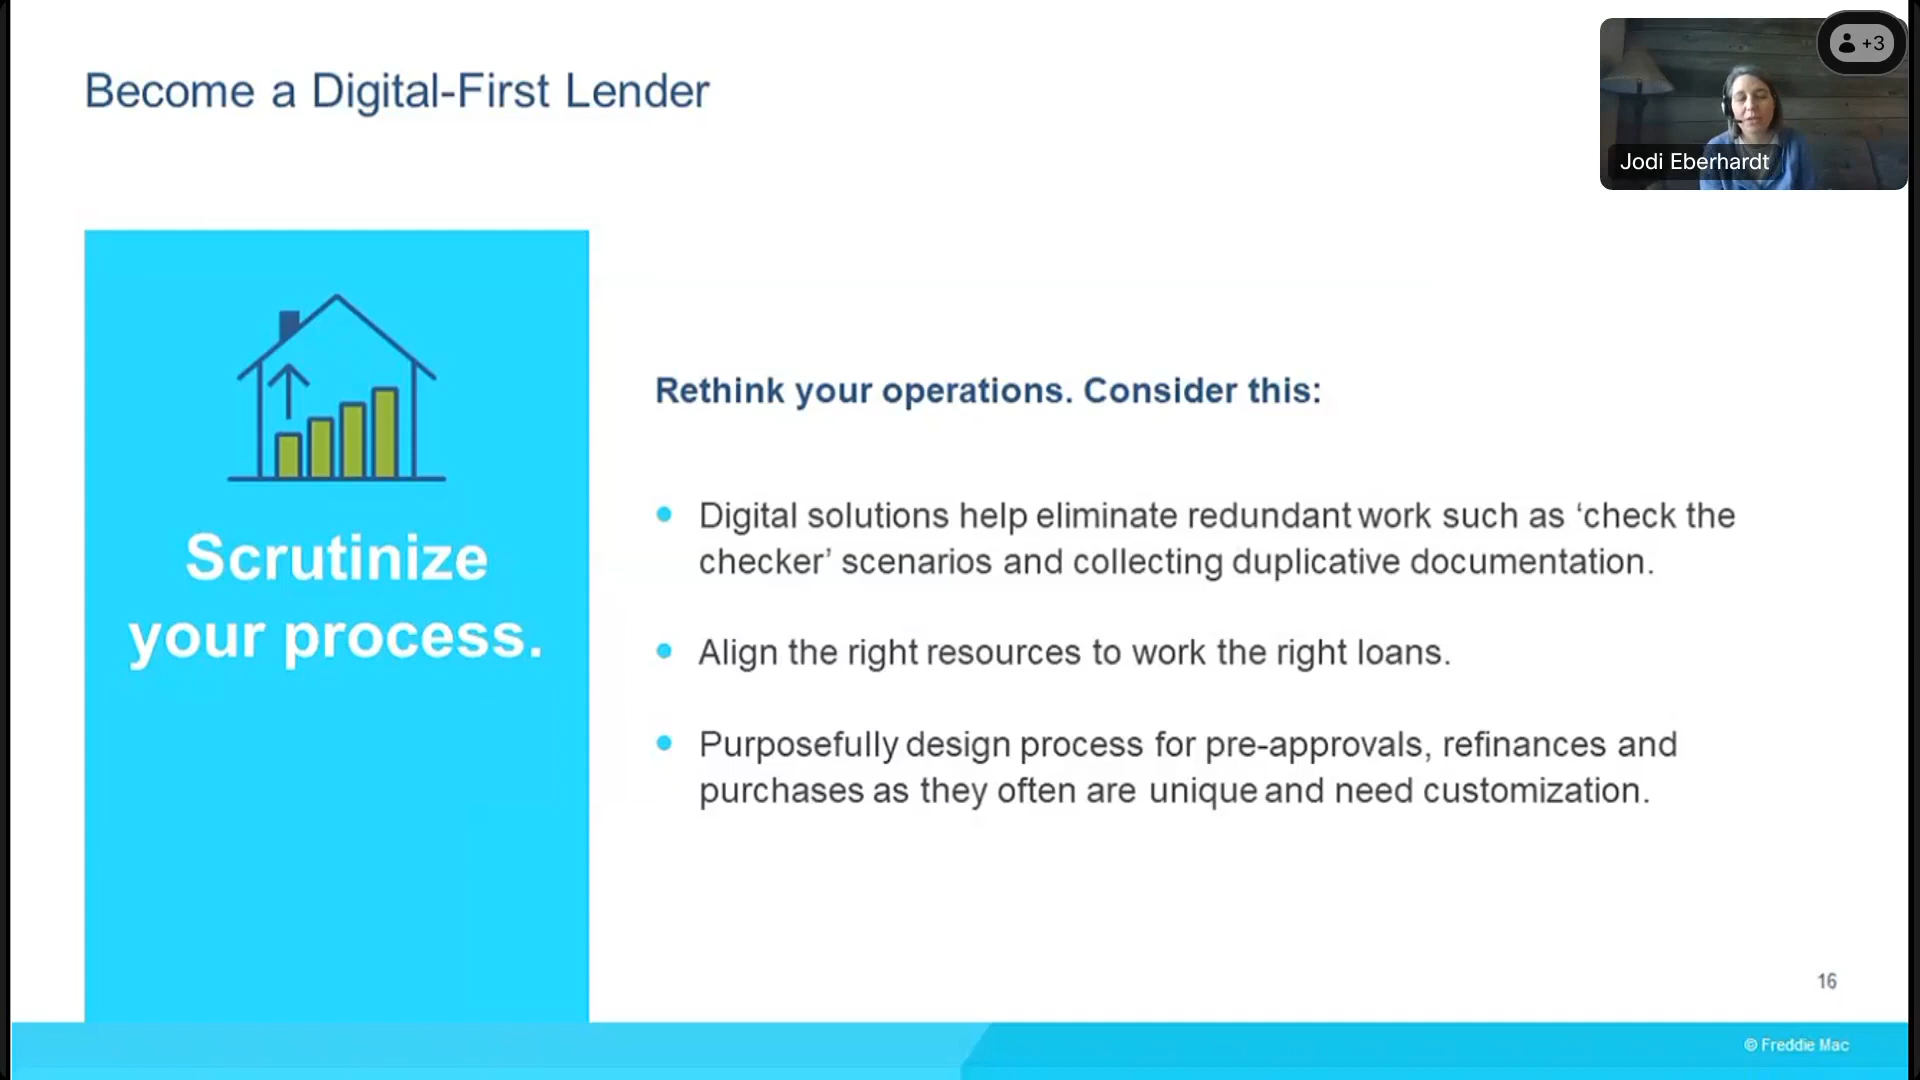 Become a Digital-First Lender
+3
Jodi Eberhardt
Scrutinize
your process.
Rethink your operations. Consider this:
Digital solutions help eliminate redundant work such as ‘check the
checker’ scenarios and collecting duplicative documentation.
Align the right resources to work the right loans.
Purposefully design process for pre-approvals, refinances and
purchases as they often are unique and need customization.
16
© Freddie Mac